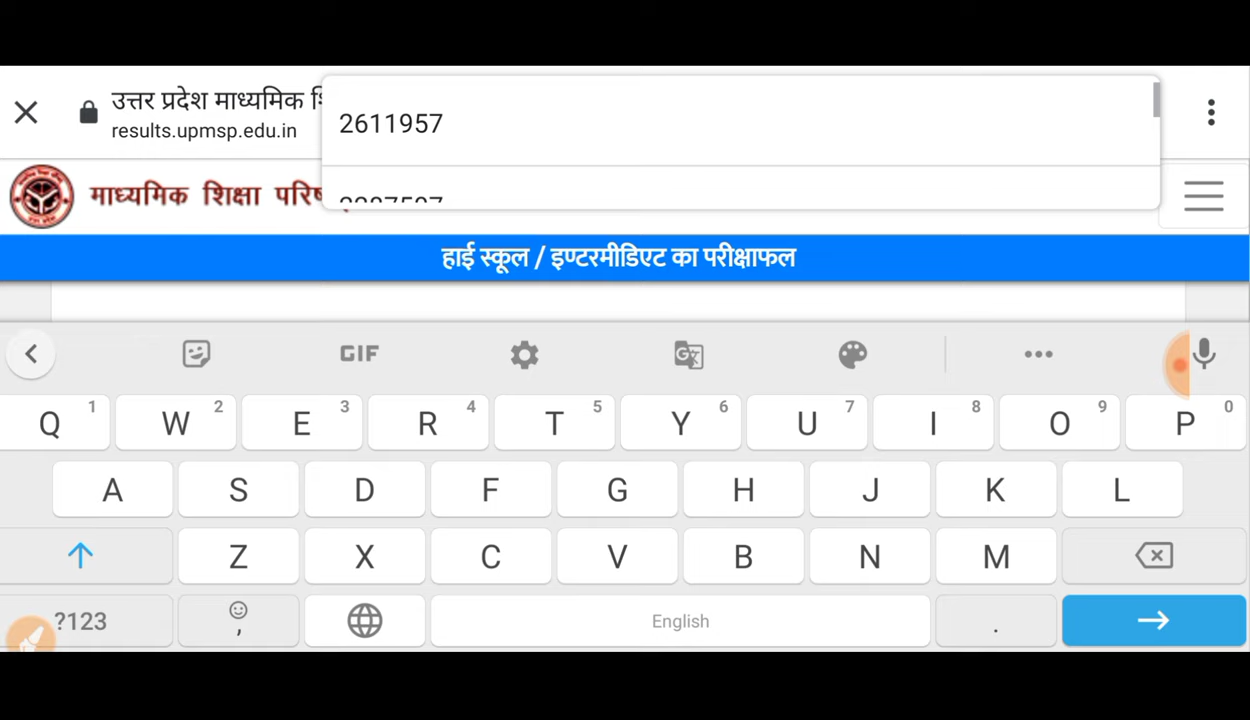 उत्तर प्रदेश माध्यमिक
results.upmsp.edu.in
2611957
माध्यमिक शिक्षा
हाई स्कूल / इण्टरमीडिएट का परीक्षाफल
GIF
Q 1 W 2 E 3 R 4 T 5 Y 6 U 7 I 8 O 9 P 0
A S D F G H J K L
Z X C V B N M
?123 , English .